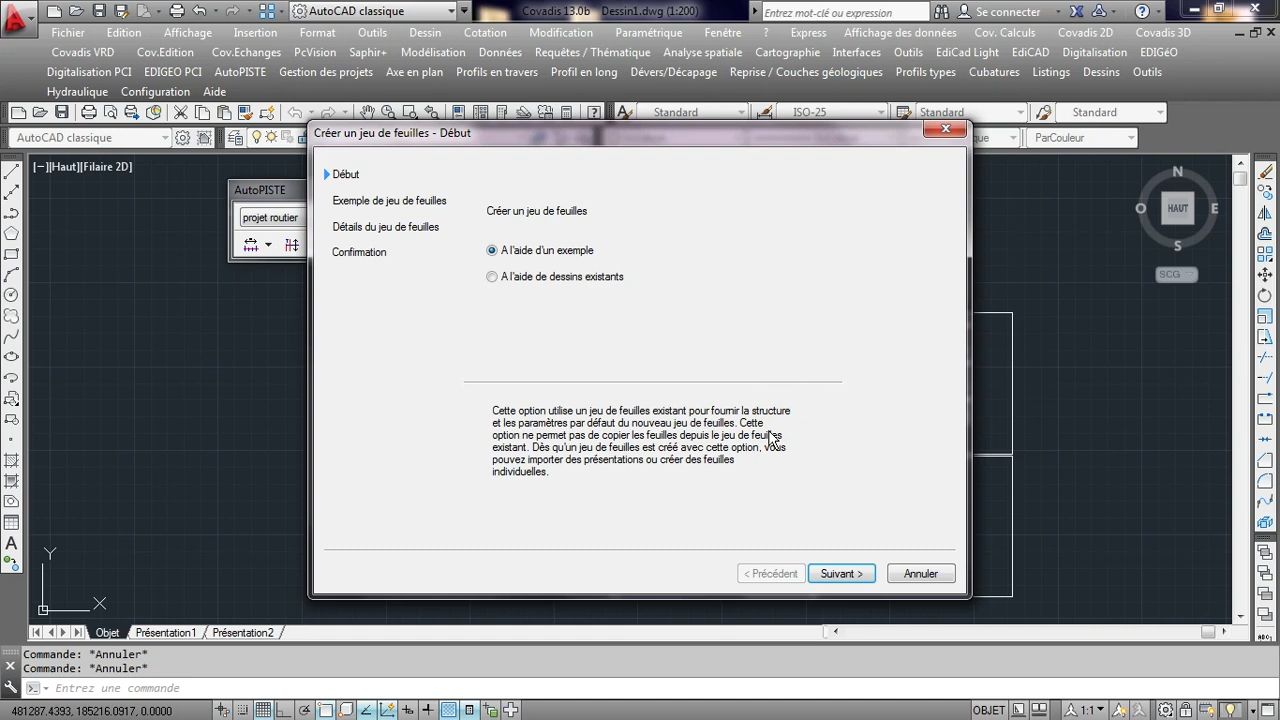 AutoCAD classique
Covadis 13.0b Dessin1.dwg (1:200)
Entrez mot-clé ou expression
Se connecter
Fichier Edition Affichage Insertion Format Outils Dessin Cotation Modification Paramétrique Fenêtre ? Express Affichage des données Cov. Calculs Covadis 2D Covadis 3D
Covadis VRD Cov.Edition Cov.Echanges PcVision Saphir+ Modélisation Données Requêtes / Thématique Analyse spatiale Cartographie Interfaces Outils EdiCad Light EdiCAD Digitalisation EDIGéO
Digitalisation PCI EDIGEO PCI AutoPISTE Gestion des projets Axe en plan Profils en travers Profil en long Dévers/Décapage Reprise / Couches géologiques Profils types Cubatures Listings Dessins Outils
Hydraulique Configuration Aide
Standard ISO-25 Standard Standard
AutoCAD classique
ParCouleur
[−][Haut][Filaire 2D]
Créer un jeu de feuilles - Début
Début
Exemple de jeu de feuilles
Détails du jeu de feuilles
Confirmation
Créer un jeu de feuilles
A l'aide d'un exemple
A l'aide de dessins existants
Cette option utilise un jeu de feuilles existant pour fournir la structure
et les paramètres par défaut du nouveau jeu de feuilles. Cette
option ne permet pas de copier les feuilles depuis le jeu de feuilles
existant. Dès qu'un jeu de feuilles est créé avec cette option, vous
pouvez importer des présentations ou créer des feuilles
individuelles.
< Précédent Suivant > Annuler
AutoPISTE
projet routier
N
O HAUT E
S
SCG
Y
X
Objet Présentation1 Présentation2
Commande: *Annuler*
Commande: *Annuler*
Entrez une commande
481287.4393, 185216.0917, 0.0000
OBJET
1:1